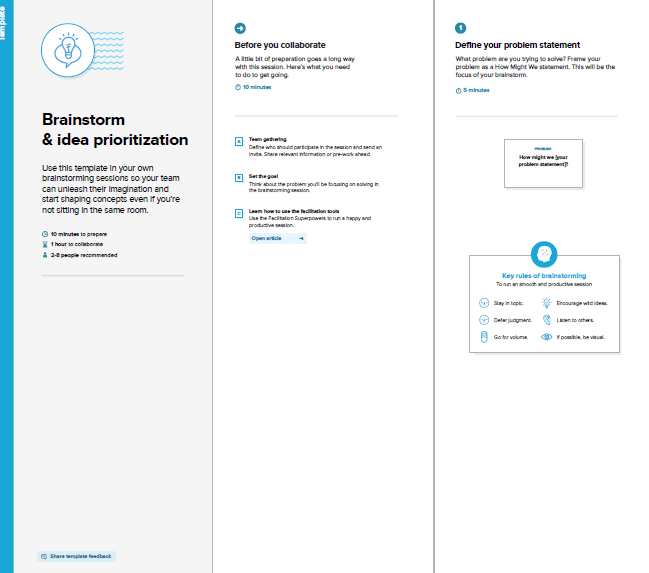 Template
Brainstorm
& idea prioritization
Use this template in your own
brainstorming sessions so your team
can unleash their imagination and
start shaping concepts even if you're
not sitting in the same room.
10 minutes to prepare
1 hour to collaborate
2-8 people recommended
Share template feedback
Before you collaborate
A little bit of preparation goes a long way
with this session. Here's what you need
to do to get going.
10 minutes
A
Team gathering
Define who should participate in the session and send an
invite. Share relevant information or pre-work ahead.
B
Set the goal
Think about the problem you'll be focusing on solving in
the brainstorming session.
C
Learn how to use the facilitation tools
Use the Facilitation Superpowers to run a happy and
productive session.
Open article
1
Define your problem statement
What problem are you trying to solve? Frame your
problem as a How Might We statement. This will be the
focus of your brainstorm.
5 minutes
PROBLEM
How might we [your
problem statement]?
Key rules of brainstorming
To run an smooth and productive session
Stay in topic.
Encourage wild ideas.
Defer judgment.
Listen to others.
Go for volume.
If possible, be visual.